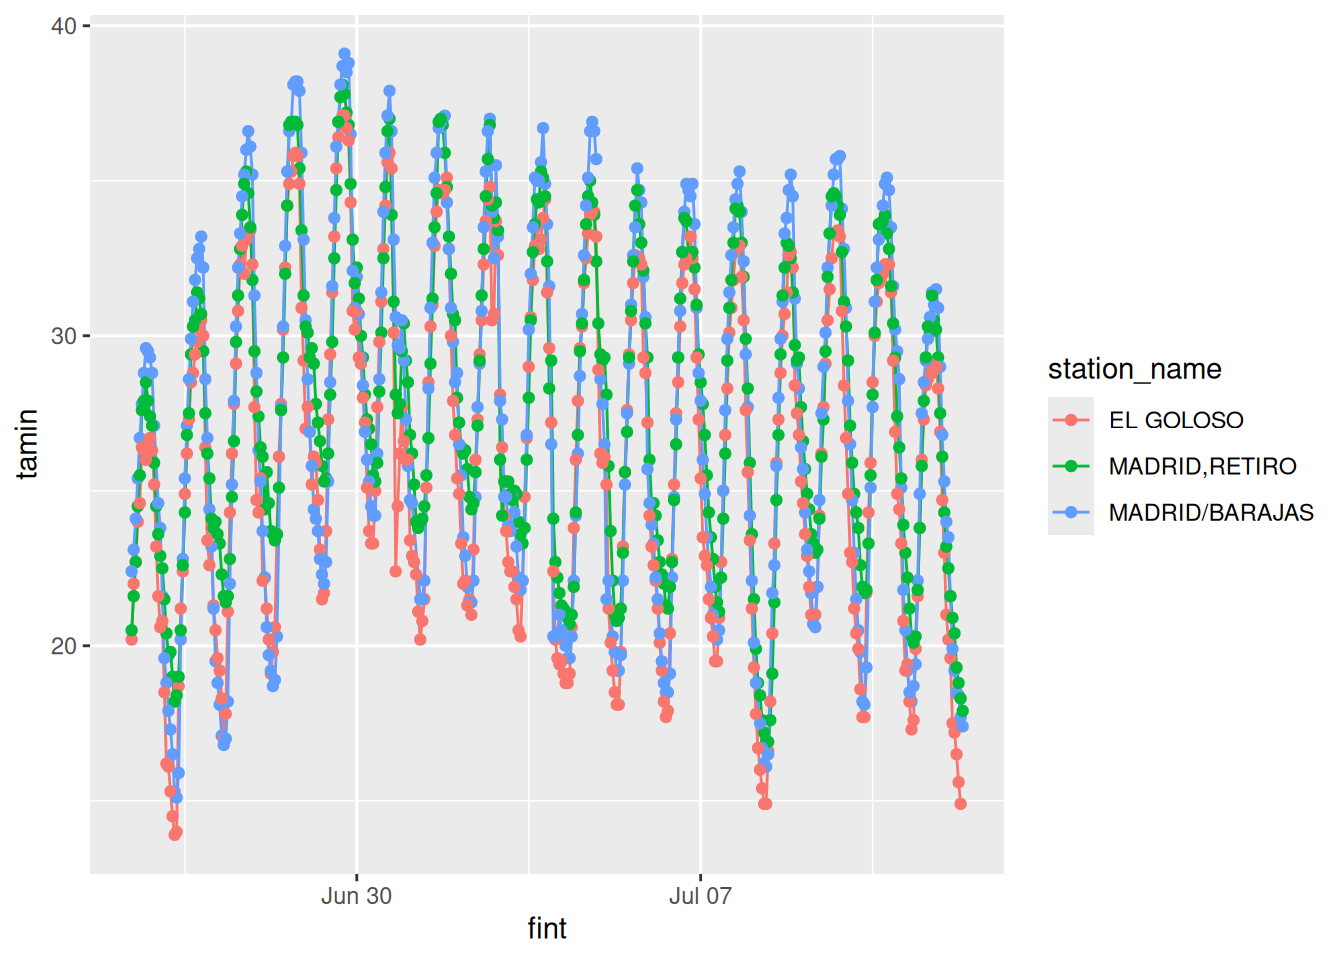 tamin
40
30
20
Jun 30
Jul 07
fint
station_name
EL GOLOSO
MADRID,RETIRO
MADRID/BARAJAS